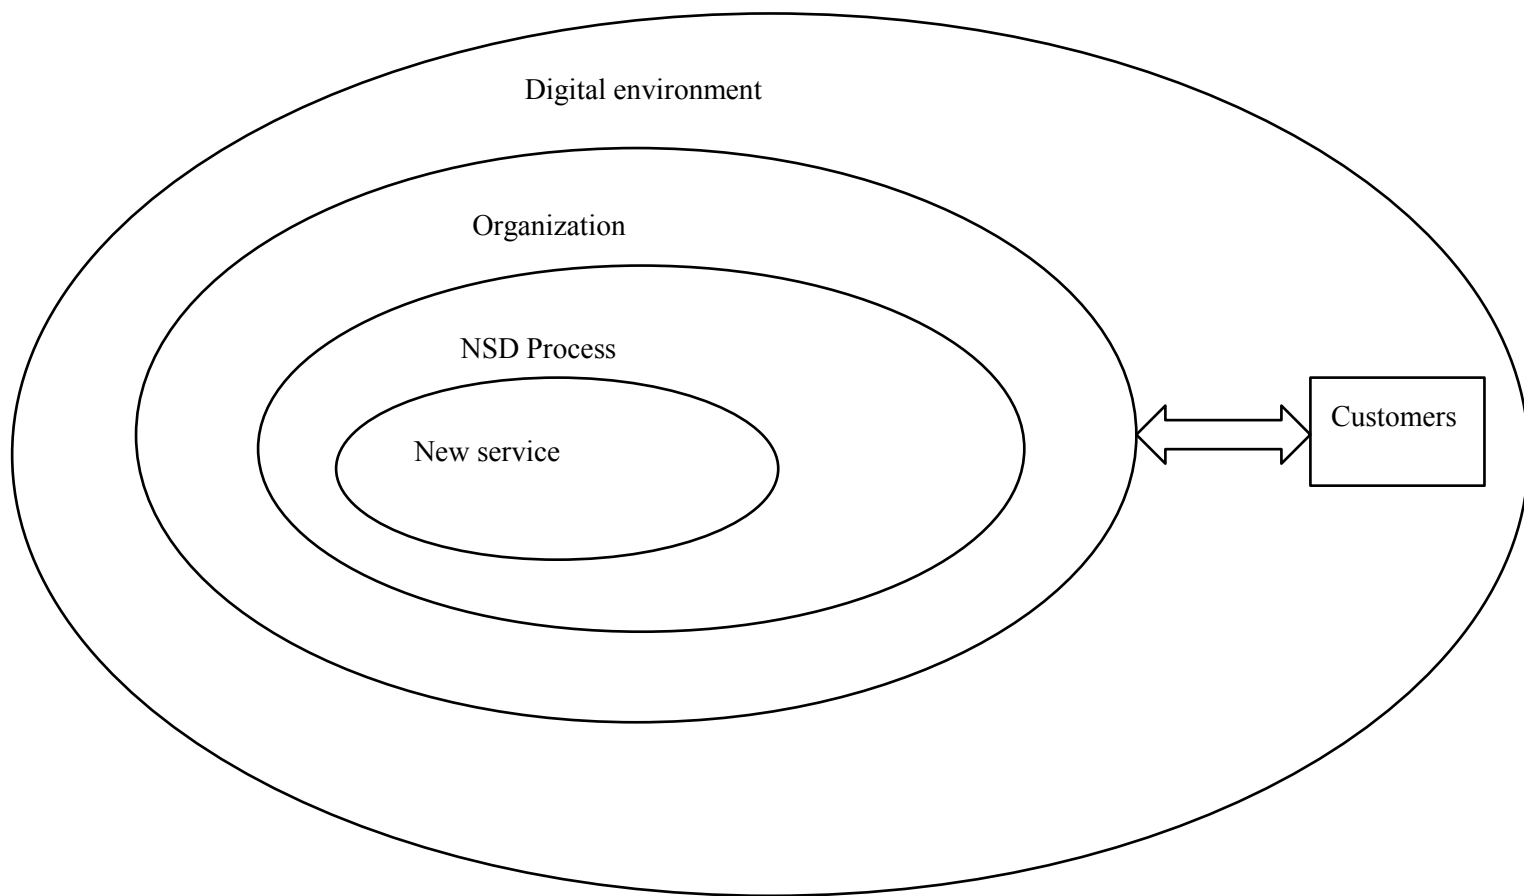 Digital environment
Organization
NSD Process
Customers
New service